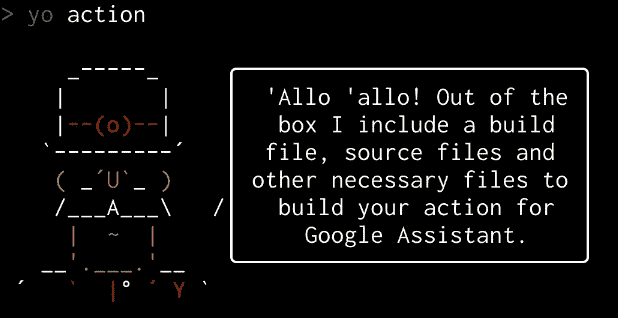 > yo action
'Allo 'allo! Out of the
box I include a build
file, source files and
other necessary files to
build your action for
Google Assistant.